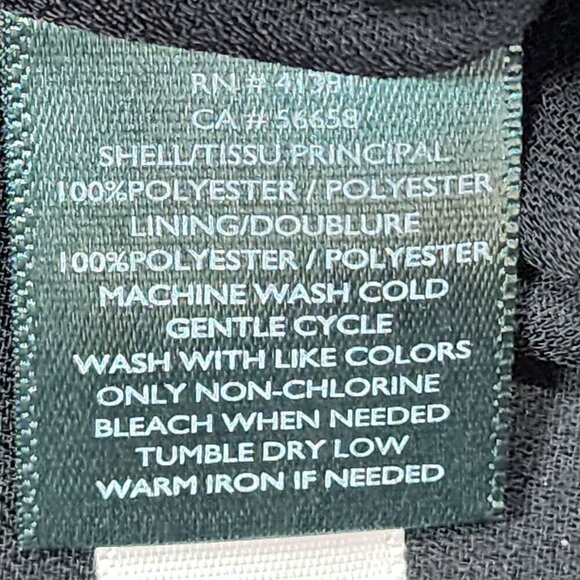 RN #
CA # 56658
SHELL/TISSU PRINCIPAL
100%POLYESTER / POLYESTER
LINING/DOUBLURE
100%POLYESTER / POLYESTER
MACHINE WASH COLD
GENTLE CYCLE
WASH WITH LIKE COLORS
ONLY NON-CHLORINE
BLEACH WHEN NEEDED
TUMBLE DRY LOW
WARM IRON IF NEEDED